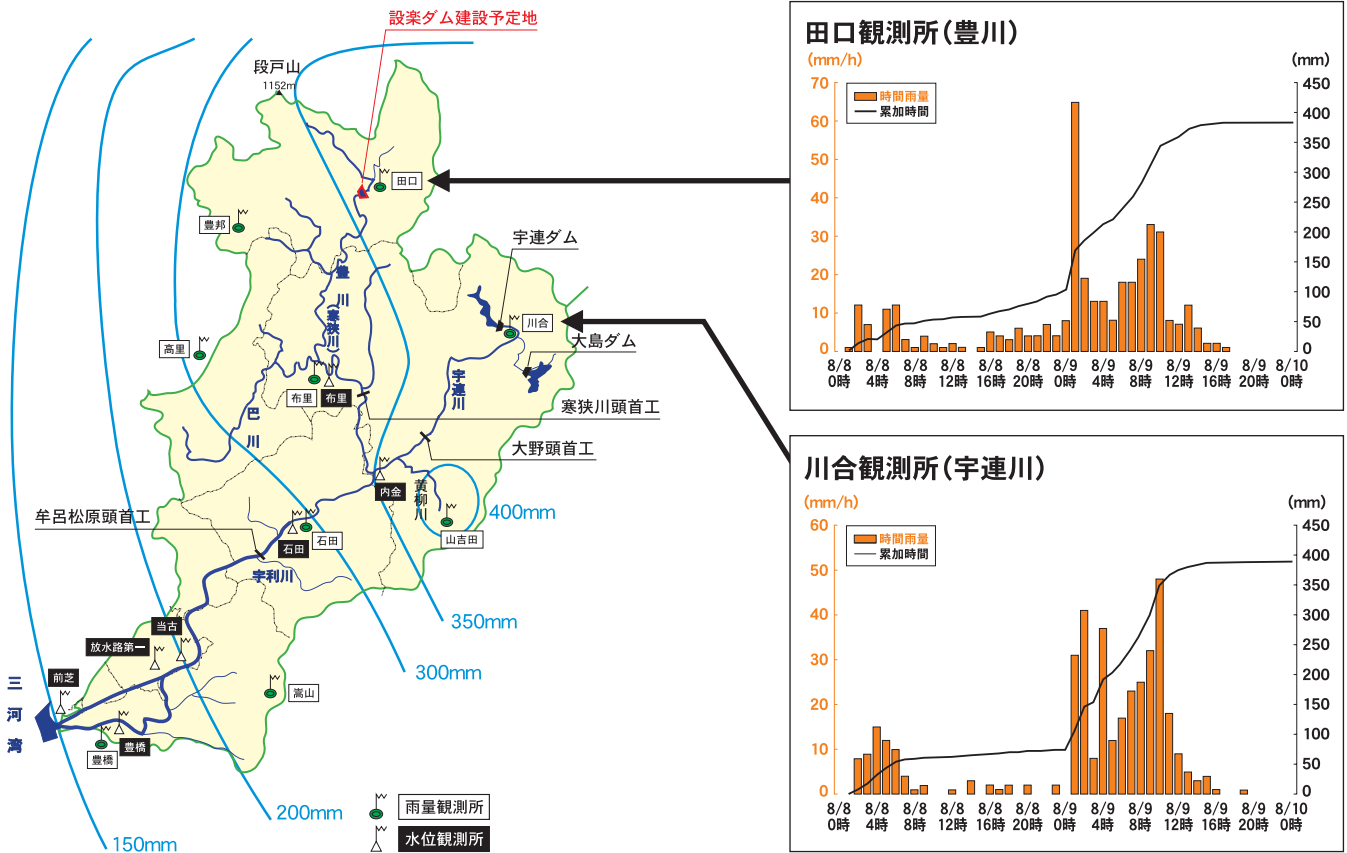 設楽ダム建設予定地
段戸山
1152m
田口
豊邦
宇連ダム
豊川
(寒狭川)
川合
大島ダム
高里
宇連川
布里
布里
寒狭川頭首工
巴川
大野頭首工
内金
黄柳川
400mm
牟呂松原頭首工
石田
石田
山吉田
宇利川
350mm
当古
放水路第一
300mm
前芝
嵩山
三河湾
豊橋
豊橋
200mm
150mm
雨量観測所
水位観測所
田口観測所(豊川)
(mm/h)
(mm)
時間雨量
累加時間
70
60
50
40
30
20
10
0
450
400
350
300
250
200
150
100
50
0
8/8 8/8 8/8 8/8 8/8 8/8 8/9 8/9 8/9 8/9 8/9 8/9 8/10
0時 4時 8時 12時 16時 20時 0時 4時 8時 12時 16時 20時 0時
川合観測所(宇連川)
(mm/h)
(mm)
時間雨量
累加時間
60
50
40
30
20
10
0
450
400
350
300
250
200
150
100
50
0
8/8 8/8 8/8 8/8 8/8 8/8 8/9 8/9 8/9 8/9 8/9 8/9 8/10
0時 4時 8時 12時 16時 20時 0時 4時 8時 12時 16時 20時 0時